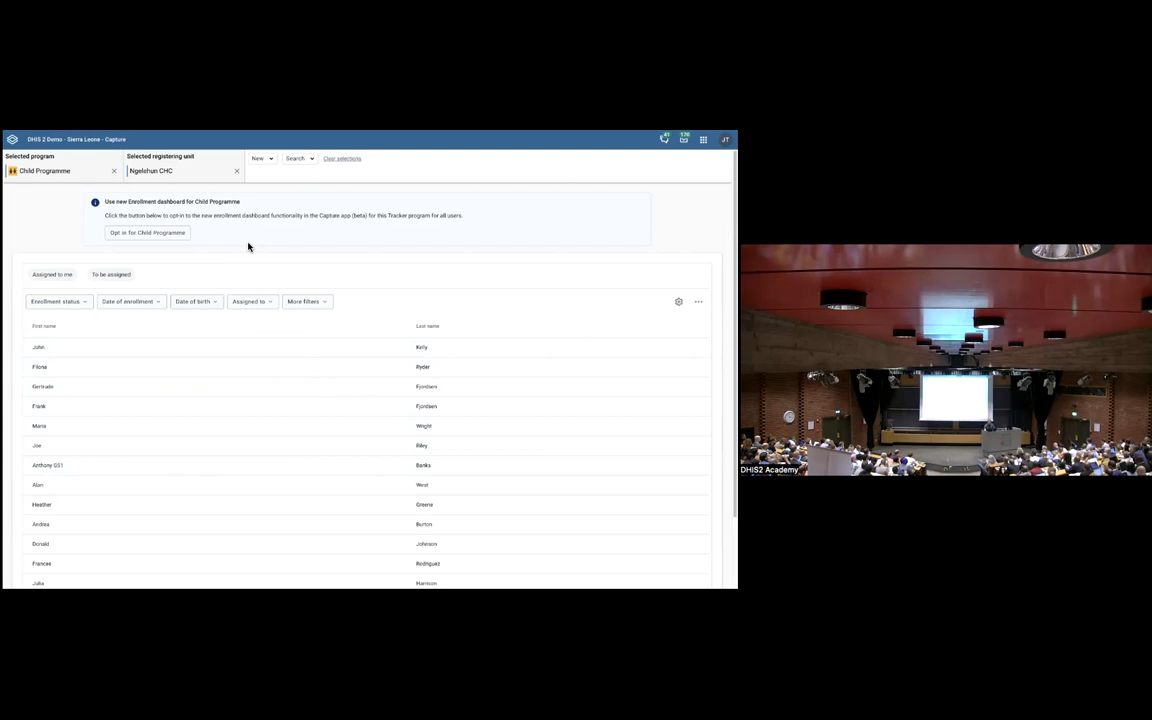 DHIS 2 Demo - Sierra Leone - Capture
41
170
JT
Selected program
Child Programme
Selected registering unit
Ngelehun CHC
New
Search
Clear selections
Use new Enrollment dashboard for Child Programme
Click the button below to opt-in to the new enrollment dashboard functionality in the Capture app (beta) for this Tracker program for all users.
Opt in for Child Programme
Assigned to me
To be assigned
Enrollment status
Date of enrollment
Date of birth
Assigned to
More filters
First name Last name
John Kelly
Filona Ryder
Gertrude Fjordsen
Frank Fjordsen
Maria Wright
Joe Riley
Anthony GS1 Banks
Alan West
Heather Greene
Andrea Burton
Donald Johnson
Frances Rodriguez
Julia Harrison
DHIS2 Academy